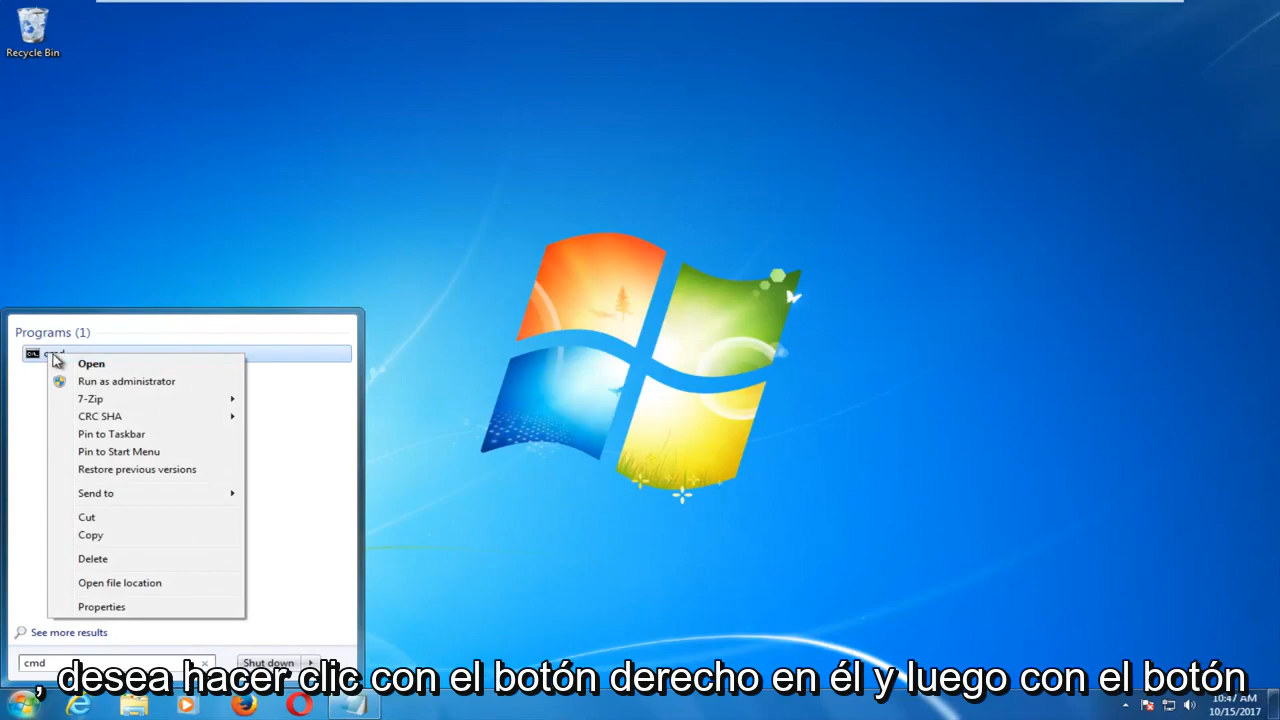 Recycle Bin
Programs (1)
Open
Run as administrator
7-Zip
CRC SHA
Pin to Taskbar
Pin to Start Menu
Restore previous versions
Send to
Cut
Copy
Delete
Open file location
Properties
See more results
cmd
Shut down
, desea hacer clic con el botón derecho en él y luego con el botón
10:47 AM
10/15/2017